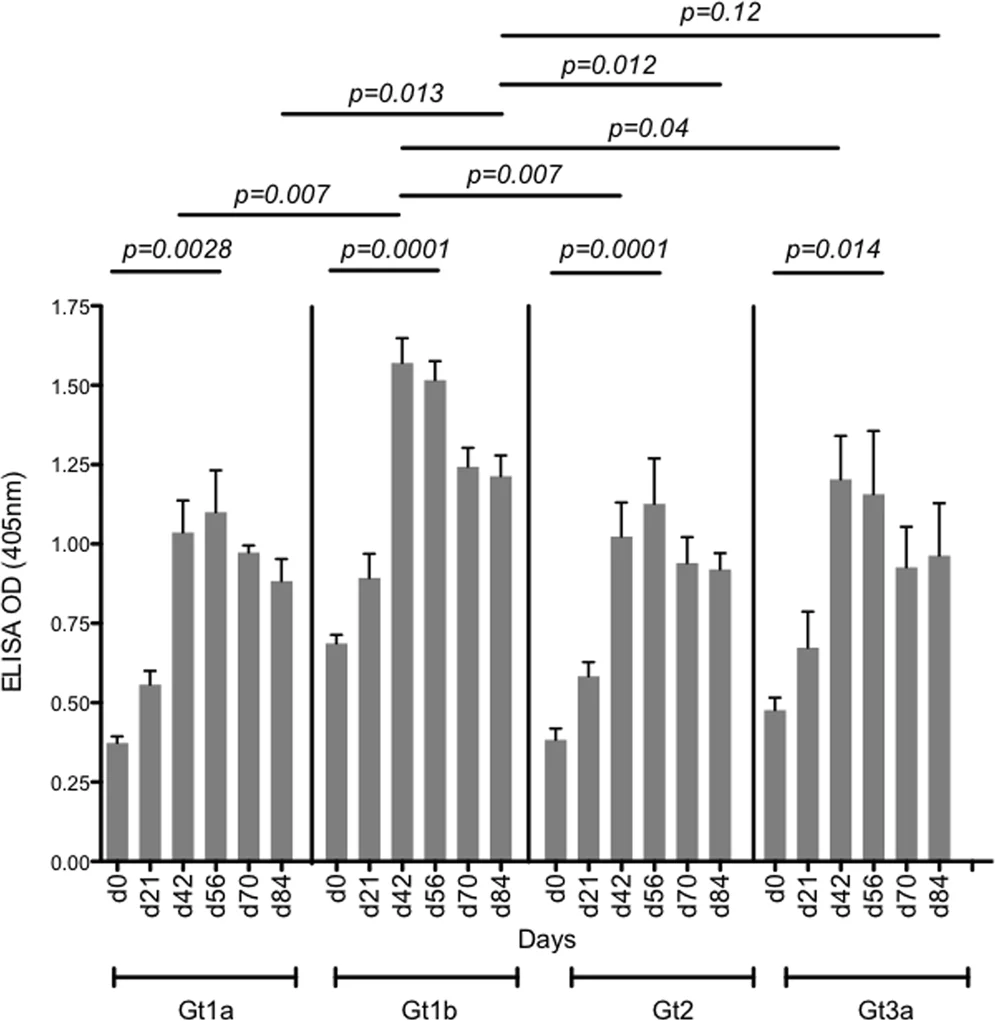 p=0.12
p=0.012
p=0.013
p=0.04
p=0.007
p=0.007
p=0.0028 p=0.0001 p=0.0001 p=0.014
1.75
1.50
1.25
1.00
0.75
0.50
0.25
0.00
ELISA OD (405nm)
d0 d21 d42 d56 d70 d84 d0 d21 d42 d56 d70 d84 d0 d21 d42 d56 d70 d84 d0 d21 d42 d56 d70 d84
Days
Gt1a Gt1b Gt2 Gt3a